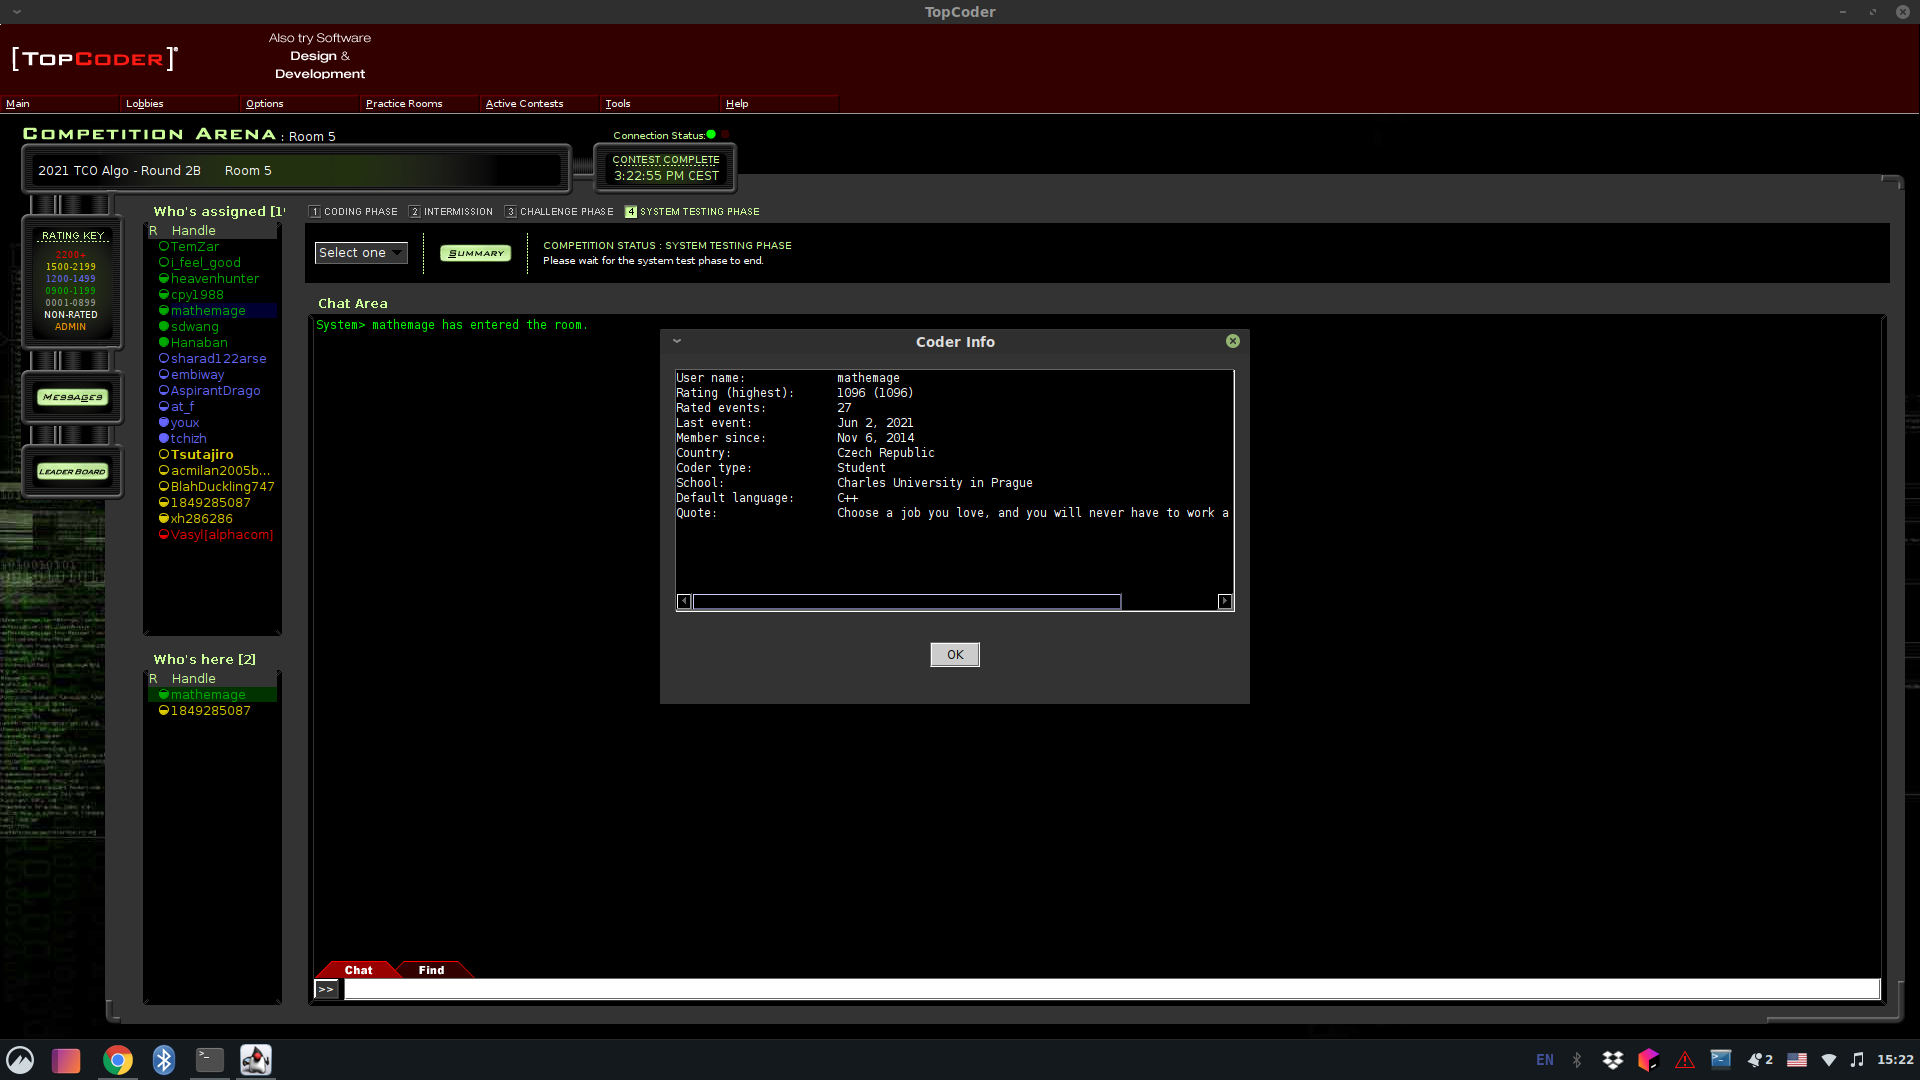 TopCoder
[TOPCODER]
Also try Software
Design &
Development
Main
Lobbies
Options
Practice Rooms
Active Contests
Tools
Help
COMPETITION ARENA : Room 5
Connection Status:
2021 TCO Algo - Round 2B Room 5
CONTEST COMPLETE
3:22:55 PM CEST
RATING KEY
2200+
1500-2199
1200-1499
0900-1199
0001-0899
NON-RATED
ADMIN
MESSAGES
LEADER BOARD
Who's assigned [1
R Handle
TemZar
i_feel_good
heavenhunter
cpy1988
mathemage
sdwang
Hanaban
sharad122arse
embiway
AspirantDrago
at_f
youx
tchizh
Tsutajiro
acmilan2005b...
BlahDuckling747
1849285087
xh286286
Vasyl[alphacom]
Who's here [2]
R Handle
mathemage
1849285087
1 CODING PHASE
2 INTERMISSION
3 CHALLENGE PHASE
4 SYSTEM TESTING PHASE
Select one
SUMMARY
COMPETITION STATUS : SYSTEM TESTING PHASE
Please wait for the system test phase to end.
Chat Area
System> mathemage has entered the room.
Coder Info
User name: mathemage
Rating (highest): 1096 (1096)
Rated events: 27
Last event: Jun 2, 2021
Member since: Nov 6, 2014
Country: Czech Republic
Coder type: Student
School: Charles University in Prague
Default language: C++
Quote: Choose a job you love, and you will never have to work a
OK
Chat
Find
>>
EN
2
15:22